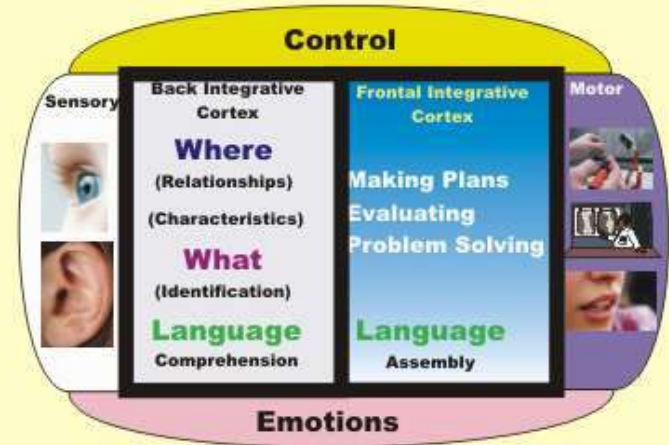 Control
Sensory
Back Integrative
Cortex
Where
(Relationships)
(Characteristics)
What
(Identification)
Language
Comprehension
Frontal Integrative
Cortex
Making Plans
Evaluating
Problem Solving
Language
Assembly
Motor
Emotions